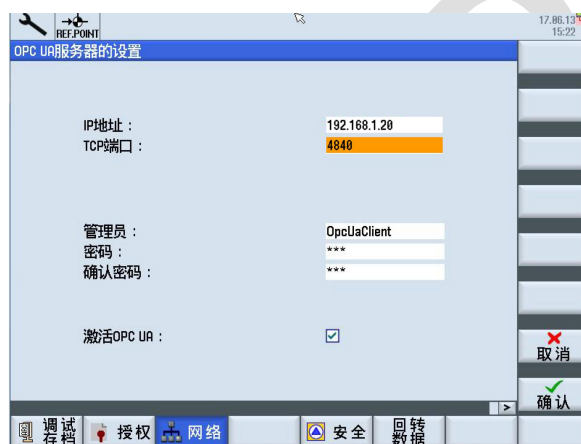 REF.POINT
17.06.13
15:22
OPC UA服务器的设置
IP地址：
192.168.1.20
TCP端口：
4840
管理员：
OpcUaClient
密码：
***
确认密码：
***
激活OPC UA：
取消
确认
>
调试存档
授权
网络
安全
回转数据